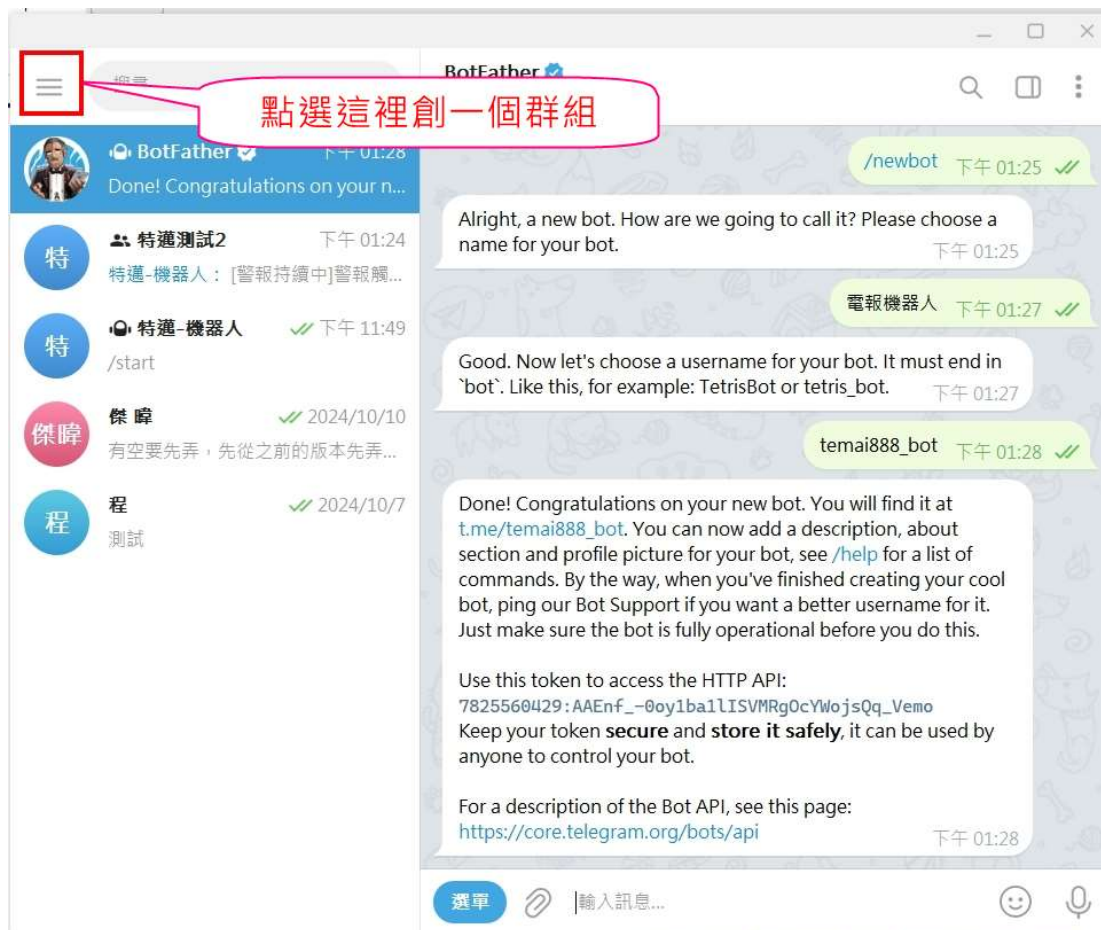 BotFather
點選這裡創一個群組
BotFather 下午 01:28
Done! Congratulations on your n...
特邁測試2 下午 01:24
特邁-機器人： [警報持續中]警報觸...
特邁-機器人 下午 11:49
/start
傑暐
傑 暐 2024/10/10
有空要先弄，先從之前的版本先弄...
程
程 2024/10/7
測試
特
特
/newbot 下午 01:25
Alright, a new bot. How are we going to call it? Please choose a
name for your bot. 下午 01:25
電報機器人 下午 01:27
Good. Now let's choose a username for your bot. It must end in
`bot`. Like this, for example: TetrisBot or tetris_bot. 下午 01:27
temai888_bot 下午 01:28
Done! Congratulations on your new bot. You will find it at
t.me/temai888_bot. You can now add a description, about
section and profile picture for your bot, see /help for a list of
commands. By the way, when you've finished creating your cool
bot, ping our Bot Support if you want a better username for it.
Just make sure the bot is fully operational before you do this.
Use this token to access the HTTP API:
7825560429:AAEnf_-0oy1ba1lISVMRgOcYWojsQq_Vemo
Keep your token secure and store it safely, it can be used by
anyone to control your bot.
For a description of the Bot API, see this page:
https://core.telegram.org/bots/api 下午 01:28
選單 輸入訊息...